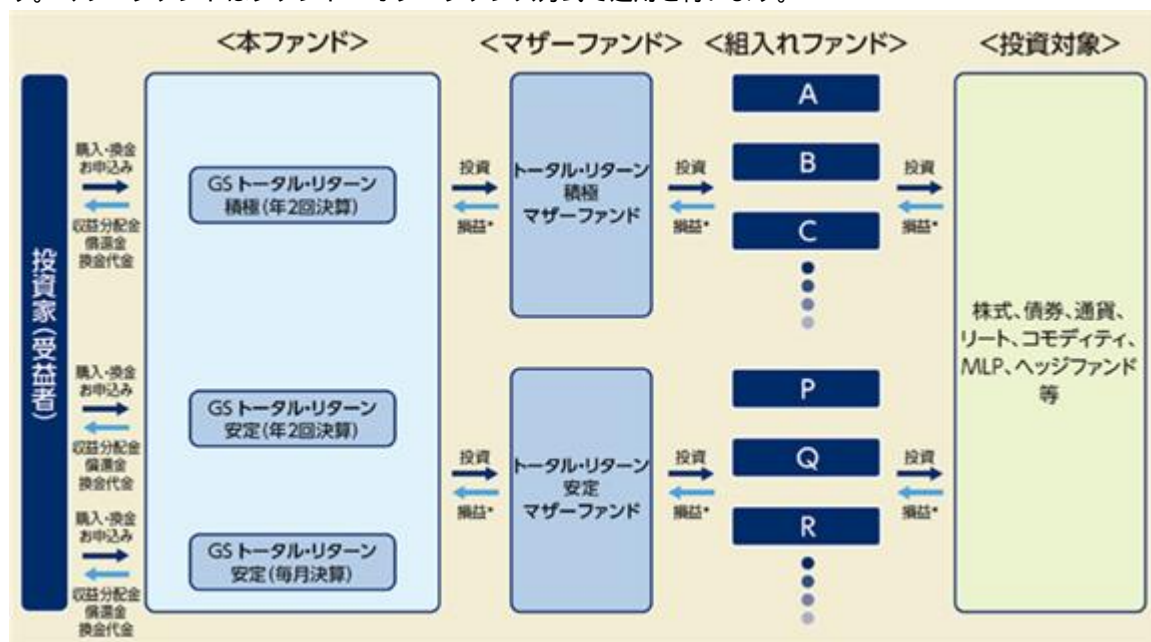 ＜本ファンド＞
＜マザーファンド＞
＜組入れファンド＞
＜投資対象＞
投資家(受益者)
購入・換金
お申込み
収益分配金
償還金
換金代金
GS トータル・リターン
積極(年2回決算)
投資
損益*
トータル・リターン
積極
マザーファンド
投資
損益*
A
B
C
投資
損益*
購入・換金
お申込み
収益分配金
償還金
換金代金
GS トータル・リターン
安定(年2回決算)
購入・換金
お申込み
収益分配金
償還金
換金代金
GS トータル・リターン
安定(毎月決算)
投資
損益*
トータル・リターン
安定
マザーファンド
投資
損益*
P
Q
R
投資
損益*
株式、債券、通貨、
リート、コモディティ、
MLP、ヘッジファンド
等